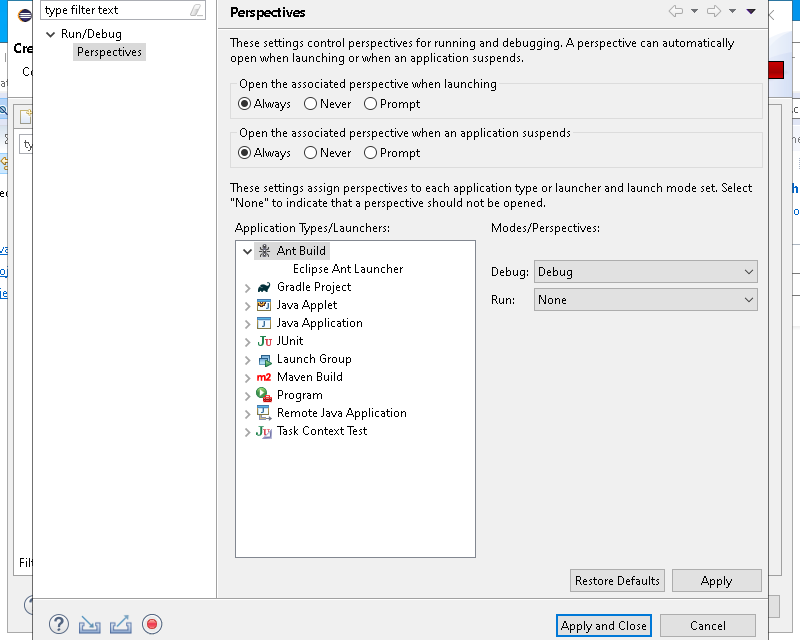 type filter text
Run/Debug
Perspectives
Perspectives
These settings control perspectives for running and debugging. A perspective can automatically
open when launching or when an application suspends.
Open the associated perspective when launching
Always Never Prompt
Open the associated perspective when an application suspends
Always Never Prompt
These settings assign perspectives to each application type or launcher and launch mode set. Select
"None" to indicate that a perspective should not be opened.
Application Types/Launchers:
Modes/Perspectives:
Ant Build
Eclipse Ant Launcher
Gradle Project
Java Applet
Java Application
JUnit
Launch Group
Maven Build
Program
Remote Java Application
Task Context Test
Debug: Debug
Run: None
Restore Defaults
Apply
Apply and Close
Cancel